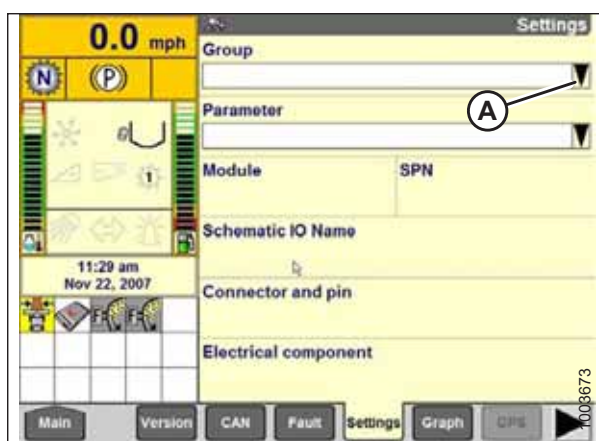 0.0 mph
Settings
N
(P)
Group
A
Parameter
Module SPN
1
Schematic IO Name
11:29 am
Nov 22, 2007
Connector and pin
Electrical component
Main Version CAN Fault Settings Graph GPS
1003673